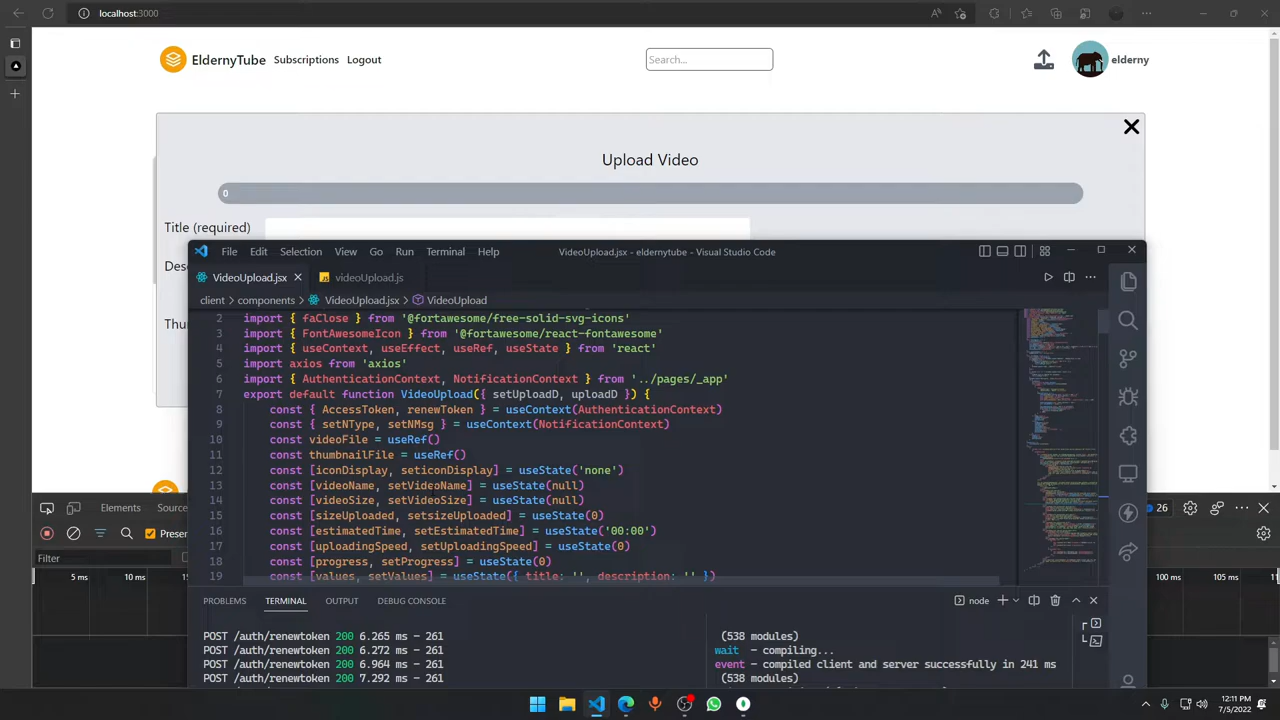 localhost:3000
EldernyTube Subscriptions Logout
Search...
elderny
Upload Video
0
Title (required)
Desc
Thu
File Edit Selection View Go Run Terminal Help
VideoUpload.jsx - eldernytube - Visual Studio Code
VideoUpload.jsx videoUpload.js
client > components > VideoUpload.jsx > VideoUpload
2 import { faClose } from '@fortawesome/free-solid-svg-icons'
3 import { FontAwesomeIcon } from '@fortawesome/react-fontawesome'
4 import { useContext, useEffect, useRef, useState } from 'react'
5 import axios from 'axios'
6 import { AuthenticationContext, NotificationContext } from '../pages/_app'
7 export default function VideoUpload({ setUploadD, uploadD }) {
8 const { AccessToken, renewToken } = useContext(AuthenticationContext)
9 const { setNType, setNMsg } = useContext(NotificationContext)
10 const videoFile = useRef()
11 const thumbnailFile = useRef()
12 const [iconDisplay, seticonDisplay] = useState('none')
13 const [videoName, setVideoName] = useState(null)
14 const [videoSize, setVideoSize] = useState(null)
15 const [sizeUploaded, setsizeUploaded] = useState(0)
16 const [estimatedTime, setEstimatedTime] = useState('00:00')
17 const [uploadingSpeed, setUploadingSpeed] = useState(0)
18 const [progress, setProgress] = useState(0)
19 const [values, setValues] = useState({ title: '', description: '' })
Elements Source
26
Preser
Filter
5 ms 10 ms 15
100 ms 105 ms 11
PROBLEMS TERMINAL OUTPUT DEBUG CONSOLE
node
POST /auth/renewtoken 200 6.265 ms - 261
POST /auth/renewtoken 200 6.272 ms - 261
POST /auth/renewtoken 200 6.964 ms - 261
POST /auth/renewtoken 200 7.292 ms - 261
(538 modules)
wait - compiling...
event - compiled client and server successfully in 241 ms
(538 modules)
12:11 PM
7/5/2022